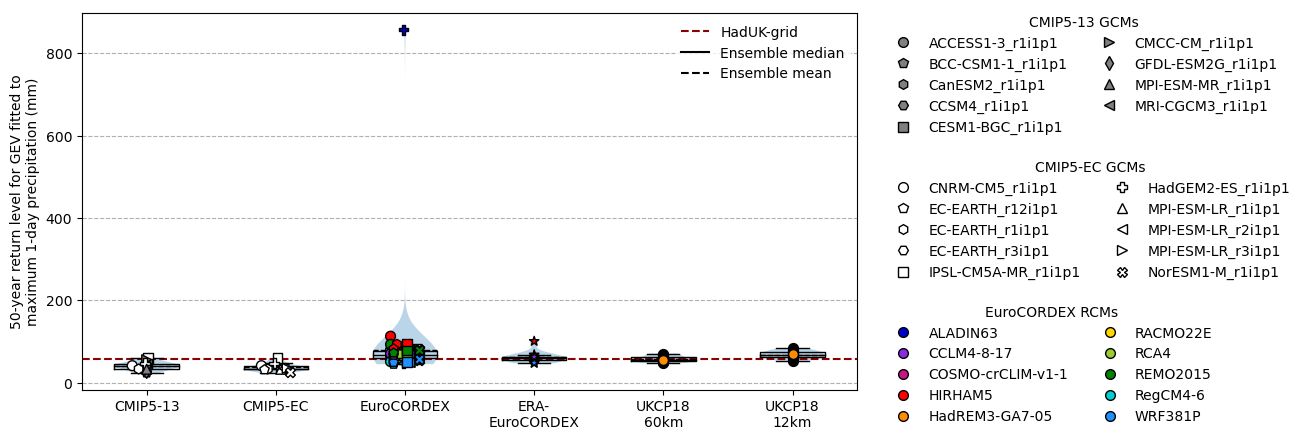 50-year return level for GEV fitted to
maximum 1-day precipitation (mm)
800
600
400
200
0
CMIP5-13
CMIP5-EC
EuroCORDEX
ERA-
EuroCORDEX
UKCP18
60km
UKCP18
12km
HadUK-grid
Ensemble median
Ensemble mean
CMIP5-13 GCMs
ACCESS1-3_r1i1p1
BCC-CSM1-1_r1i1p1
CanESM2_r1i1p1
CCSM4_r1i1p1
CESM1-BGC_r1i1p1
CMCC-CM_r1i1p1
GFDL-ESM2G_r1i1p1
MPI-ESM-MR_r1i1p1
MRI-CGCM3_r1i1p1
CMIP5-EC GCMs
CNRM-CM5_r1i1p1
EC-EARTH_r12i1p1
EC-EARTH_r1i1p1
EC-EARTH_r3i1p1
IPSL-CM5A-MR_r1i1p1
HadGEM2-ES_r1i1p1
MPI-ESM-LR_r1i1p1
MPI-ESM-LR_r2i1p1
MPI-ESM-LR_r3i1p1
NorESM1-M_r1i1p1
EuroCORDEX RCMs
ALADIN63
CCLM4-8-17
COSMO-crCLIM-v1-1
HIRHAM5
HadREM3-GA7-05
RACMO22E
RCA4
REMO2015
RegCM4-6
WRF381P